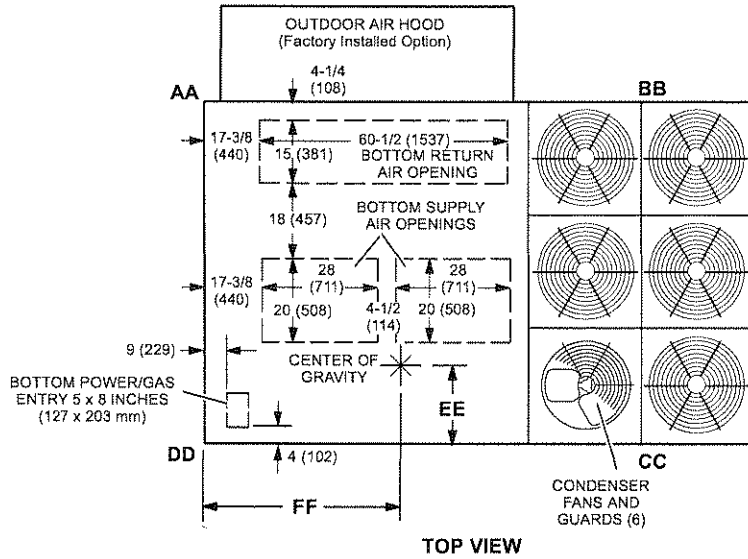 OUTDOOR AIR HOOD
(Factory Installed Option)
4-1/4
(108)
AA
BB
17-3/8
(440)
60-1/2 (1537)
15 (381)
BOTTOM RETURN
AIR OPENING
18 (457)
BOTTOM SUPPLY
AIR OPENINGS
17-3/8
(440)
28
(711)
28
(711)
20 (508)
4-1/2
(114)
20 (508)
9 (229)
CENTER OF
GRAVITY
EE
BOTTOM POWER/GAS
ENTRY 5 x 8 INCHES
(127 x 203 mm)
DD
4 (102)
CC
FF
CONDENSER
FANS AND
GUARDS (6)
TOP VIEW